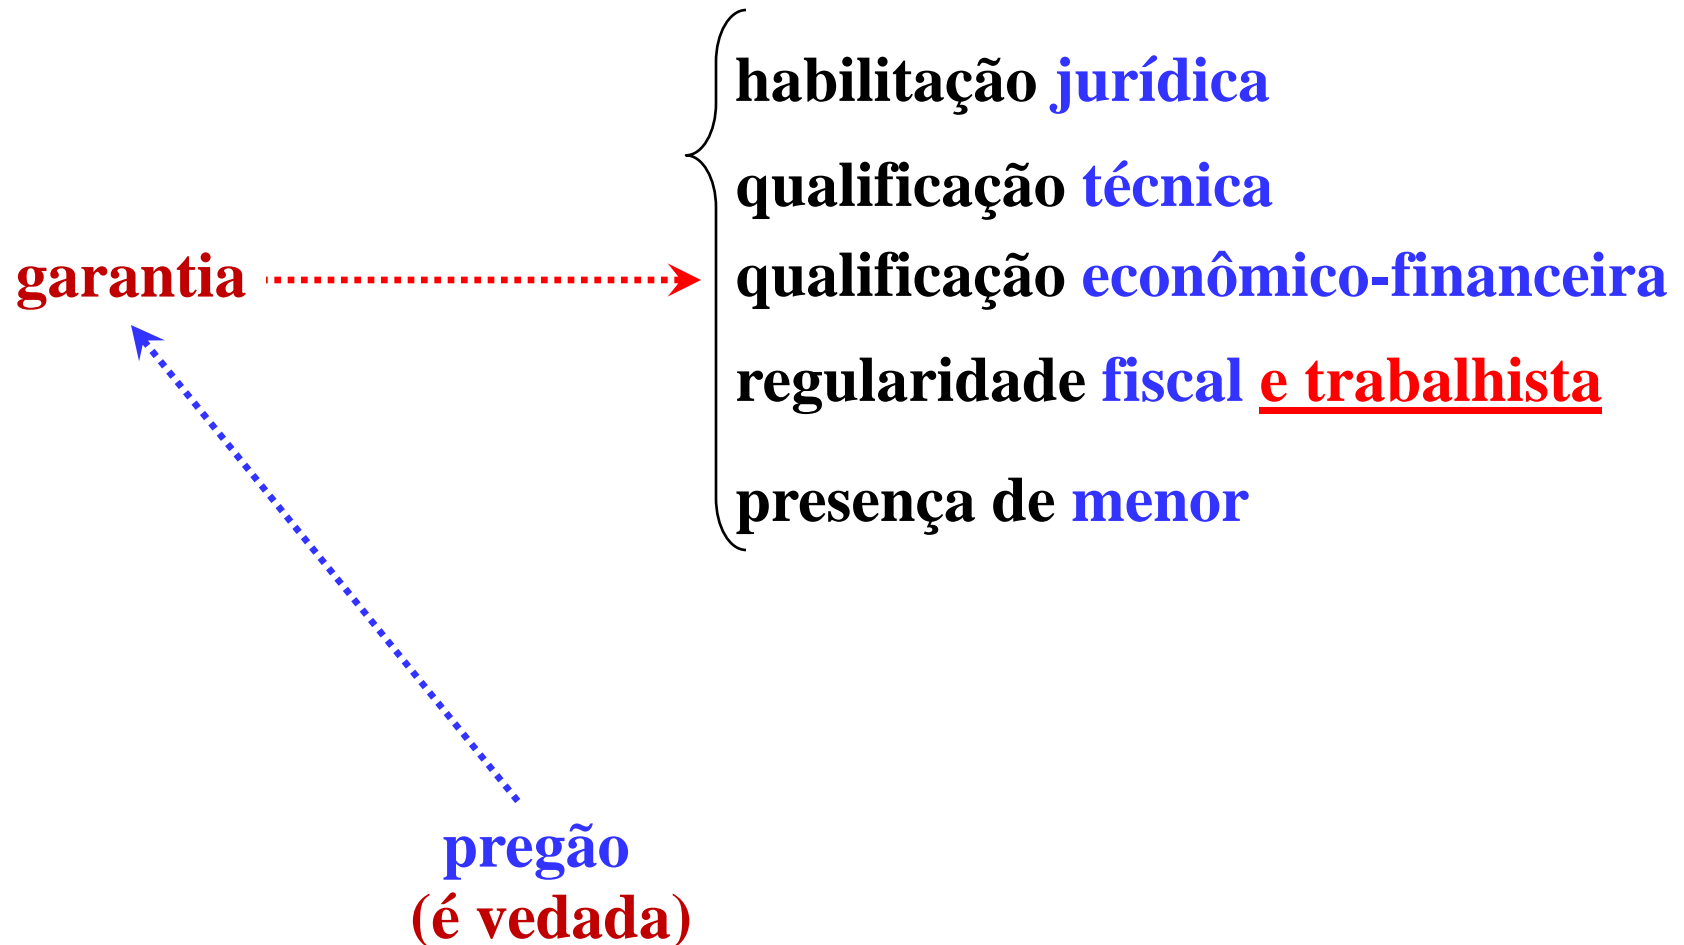 habilitação jurídica
qualificação técnica
garantia
qualificação econômico-financeira
regularidade fiscal e trabalhista
presença de menor
pregão
(é vedada)